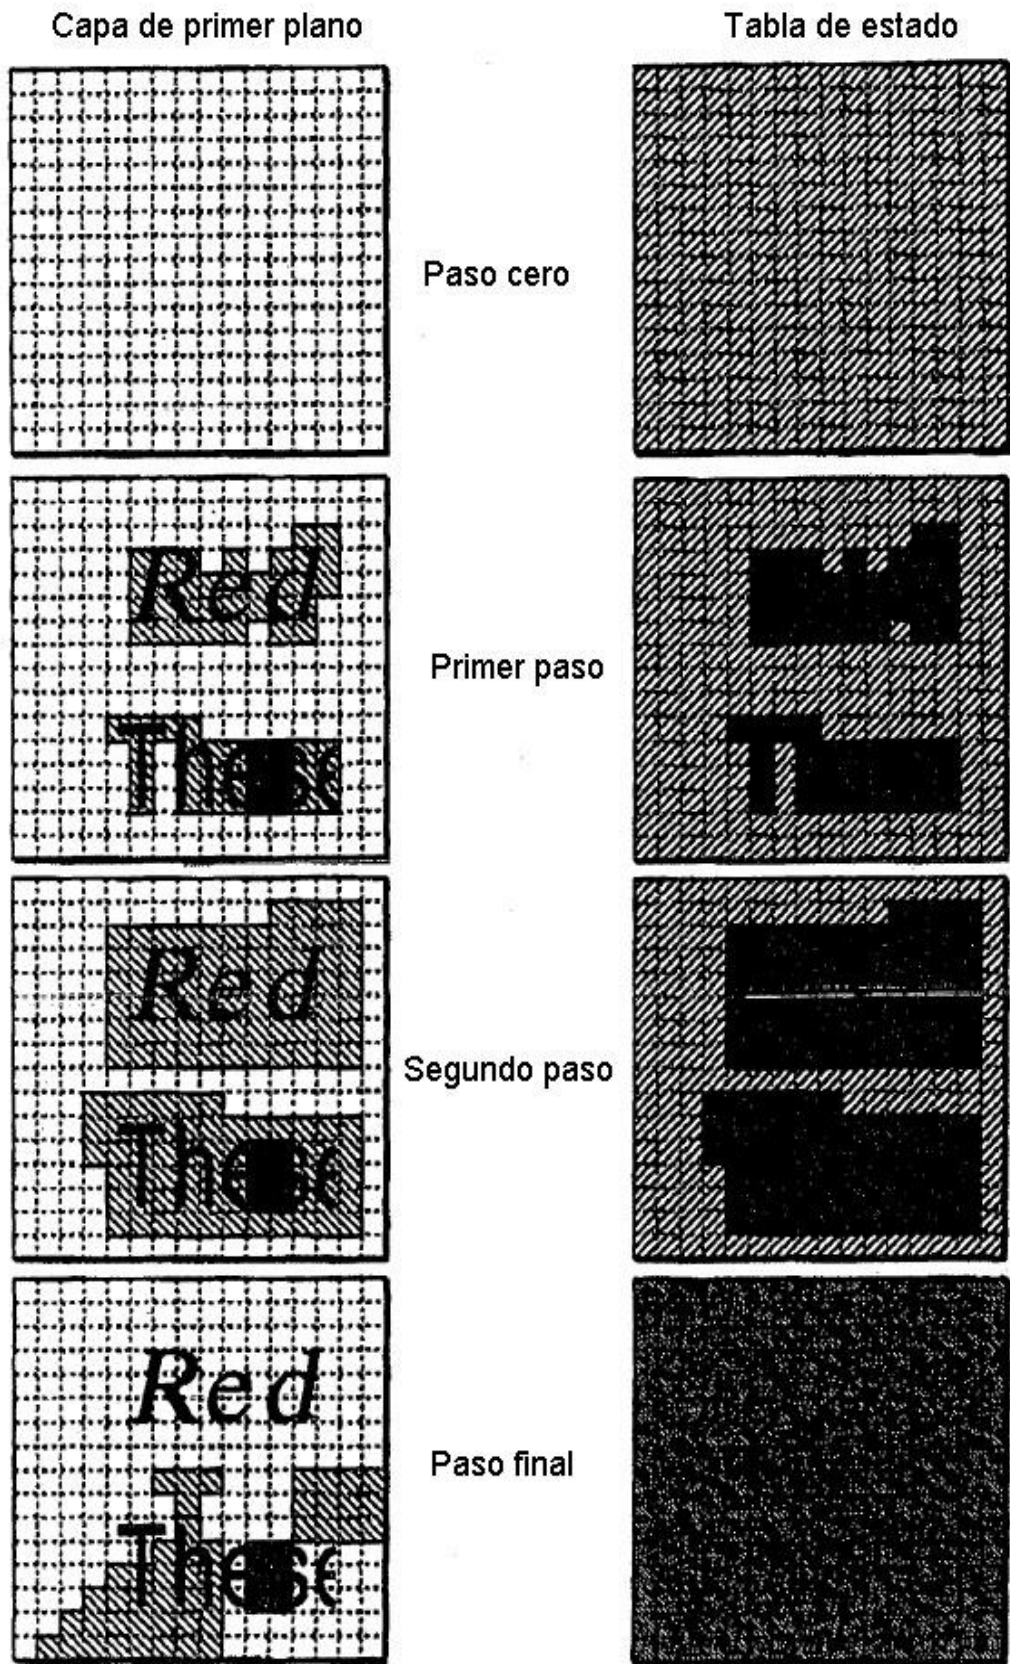 Capa de primer plano
Tabla de estado
Paso cero
Red
Primer paso
These
Red
Segundo paso
These
Red
Paso final
These